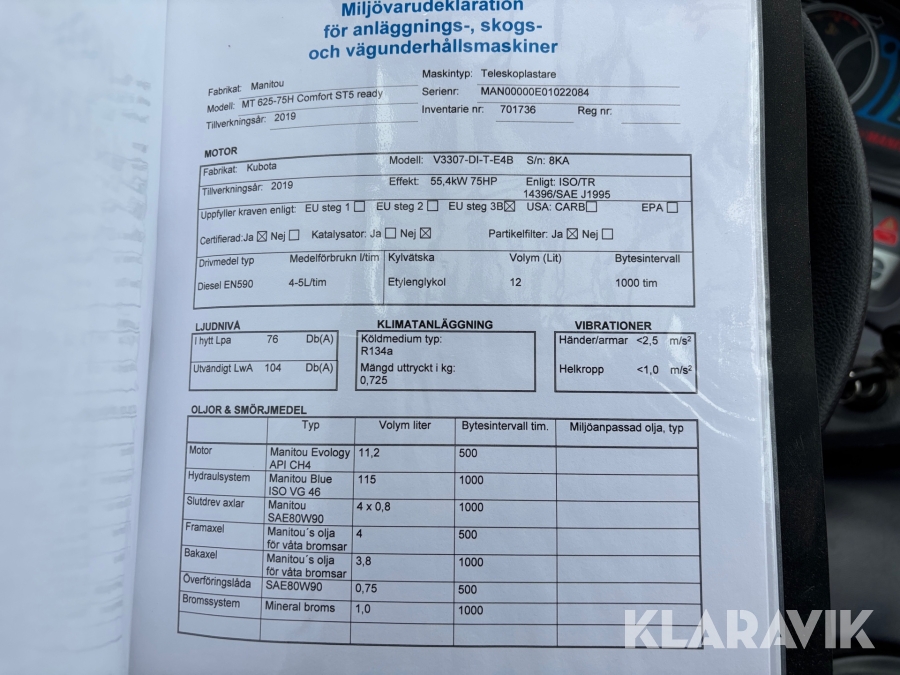 Miljövarudeklaration
för anläggnings-, skogs-
och vägunderhållsmaskiner
Fabrikat: Manitou Maskintyp: Teleskoplastare
Modell: MT 625-75H Comfort ST5 ready Serienr: MAN00000E01022084
Tillverkningsår: 2019 Inventarie nr: 701736 Reg nr:
MOTOR
Fabrikat: Kubota Modell: V3307-DI-T-E4B S/n: 8KA
Tillverkningsår: 2019 Effekt: 55,4kW 75HP Enligt: ISO/TR
14396/SAE J1995
Uppfyller kraven enligt: EU steg 1 ☐ EU steg 2 ☐ EU steg 3B☒ USA: CARB☐ EPA ☐
Certifierad:Ja ☒ Nej ☐ Katalysator: Ja ☐ Nej ☒ Partikelfilter: Ja ☒ Nej ☐
Drivmedel typ Medelförbrukn l/tim Kylvätska Volym (Lit) Bytesintervall
Diesel EN590 4-5L/tim Etylenglykol 12 1000 tim
LJUDNIVÅ KLIMATANLÄGGNING VIBRATIONER
I hytt Lpa 76 Db(A) Köldmedium typ: Händer/armar <2,5 m/s²
R134a
Utvändigt LwA 104 Db(A) Mängd uttryckt i kg: Helkropp <1,0 m/s²
0,725
OLJOR & SMÖRJMEDEL
Typ Volym liter Bytesintervall tim. Miljöanpassad olja, typ
Motor Manitou Evology 11,2 500
API CH4
Hydraulsystem Manitou Blue 115 1000
ISO VG 46
Slutdrev axlar Manitou 4 x 0,8 1000
SAE80W90
Framaxel Manitou´s olja 4 500
för våta bromsar
Bakaxel Manitou´s olja 3,8 1000
för våta bromsar
Överföringslåda SAE80W90 0,75 500
Bromssystem Mineral broms 1,0 1000
KLARAVIK